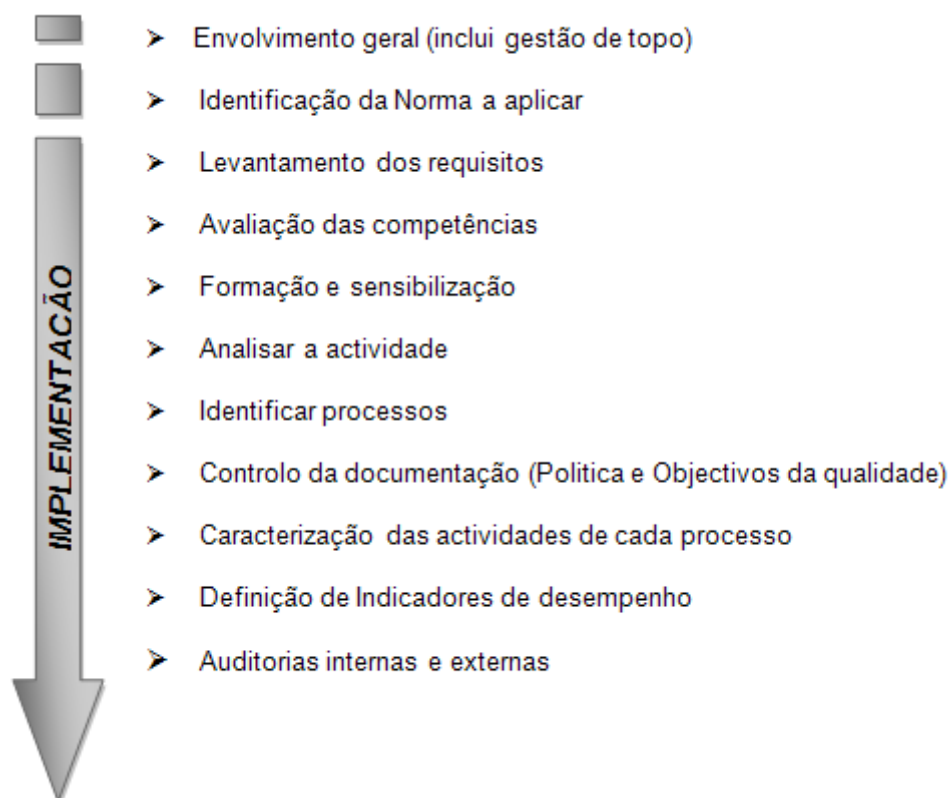 Envolvimento geral (inclui gestão de topo)
Identificação da Norma a aplicar
Levantamento dos requisitos
Avaliação das competências
Formação e sensibilização
Analisar a actividade
Identificar processos
Controlo da documentação (Politica e Objectivos da qualidade)
Caracterização das actividades de cada processo
Definição de Indicadores de desempenho
Auditorias internas e externas
IMPLEMENTACÃO